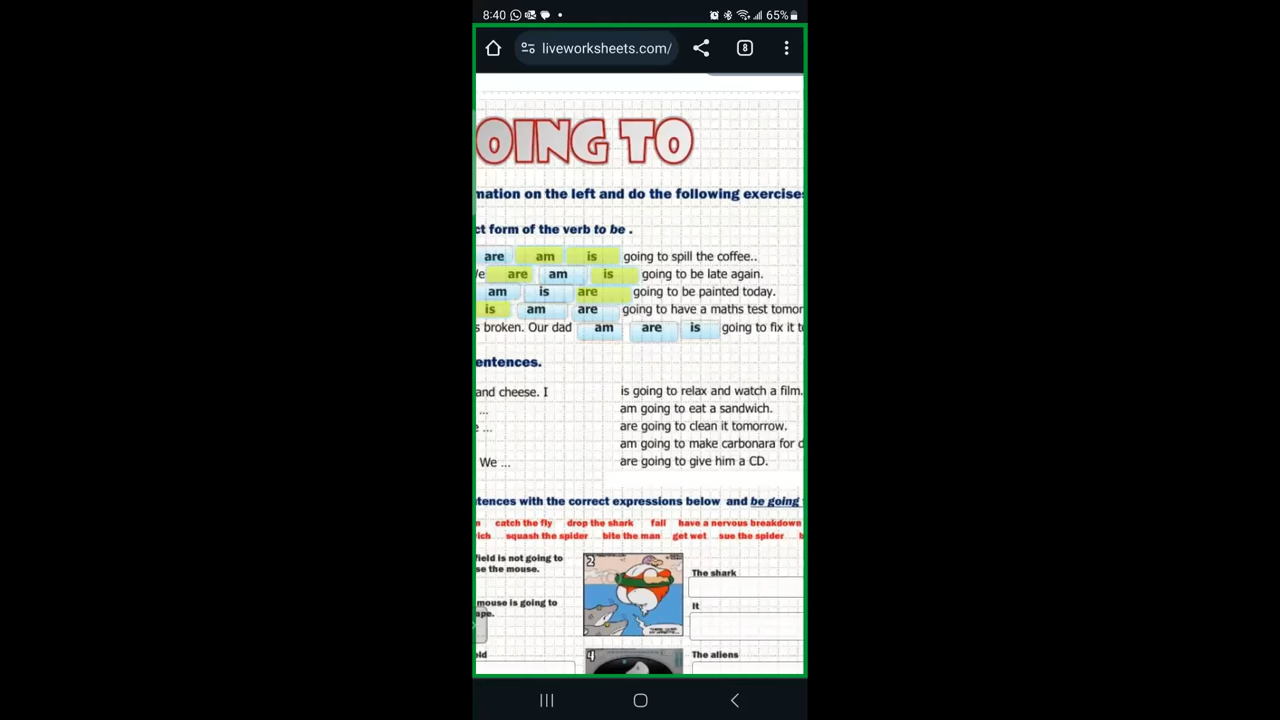 8:40
65%
liveworksheets.com/
8
OING TO
mation on the left and do the following exercises
ct form of the verb to be .
are am is going to spill the coffee..
We are am is going to be late again.
am is are going to be painted today.
is am are going to have a maths test tomor
s broken. Our dad am are is going to fix it to
entences.
and cheese. I
is going to relax and watch a film.
...
am going to eat a sandwich.
e ...
are going to clean it tomorrow.
am going to make carbonara for d
We ...
are going to give him a CD.
tences with the correct expressions below and be going
n catch the fly drop the shark fall have a nervous breakdown
ich squash the spider bite the man get wet sue the spider b
field is not going to
se the mouse.
mouse is going to
ape.
2
The shark
It
ld
4
The aliens